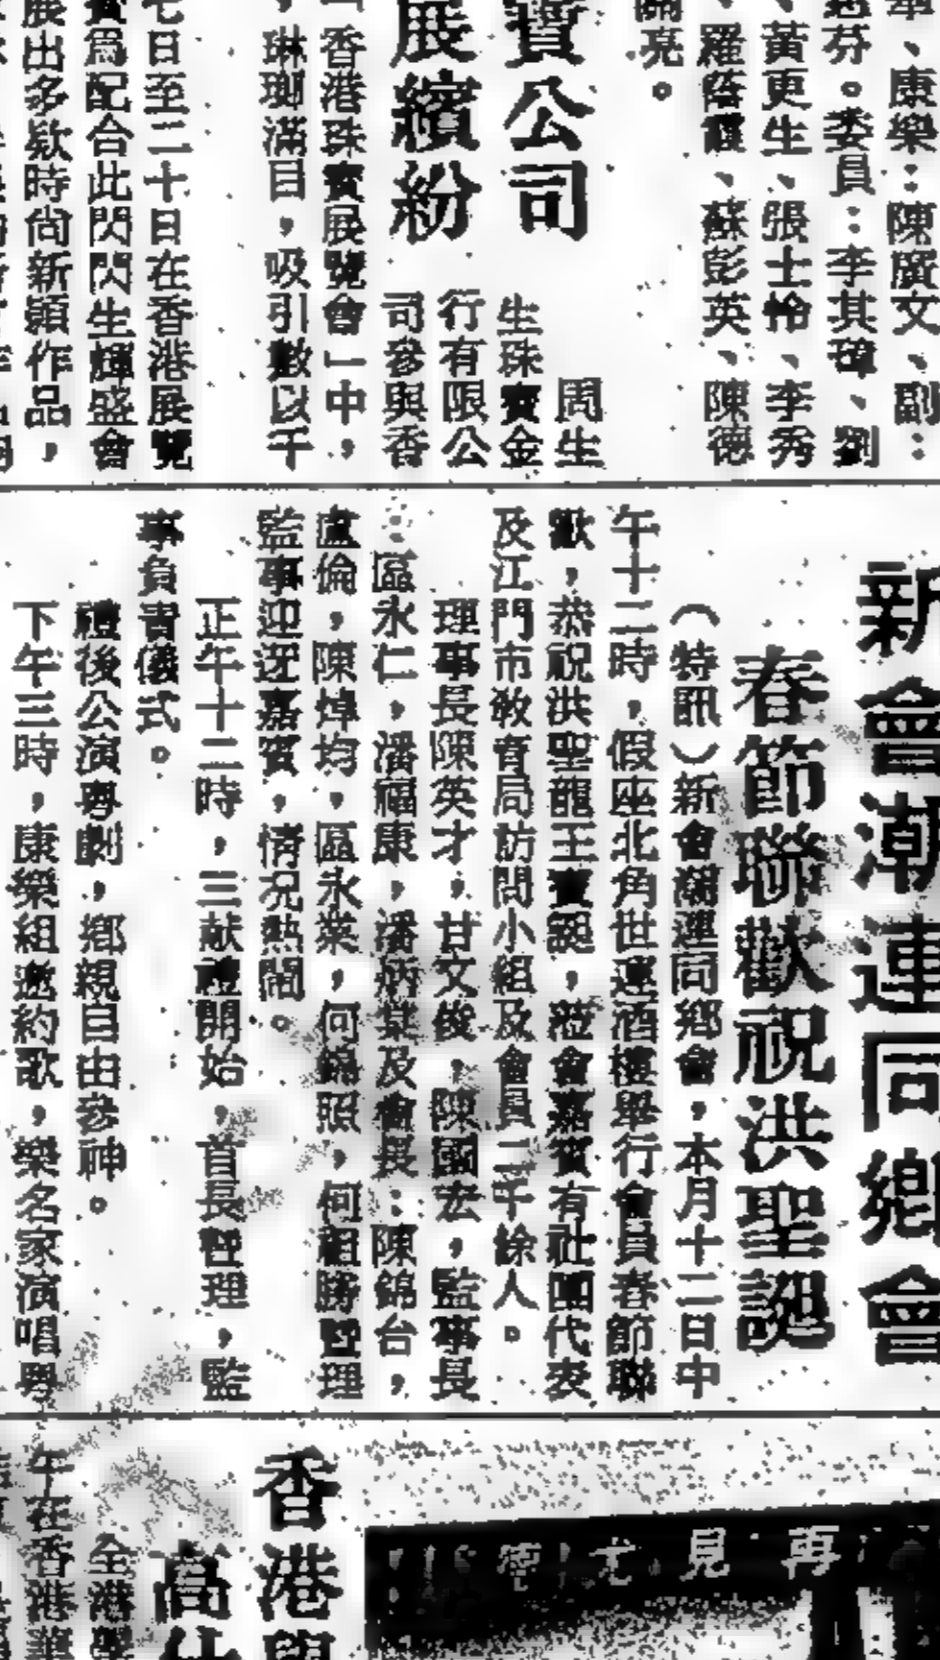 、康樂：陳廣文、副：
芬。委員：李其瑋、劉
、黃更生、張士怡、李秀
、蘇彭英、陳德
亮。
寶公司
展繽紛
周生
生珠寶金
行有限公
司參與香
香港珠寶展覽會」中，
，琳瑯滿目，吸引數以千
七日至二十日在香港展覽
為配合此閃閃生輝盛會
展出多款時尚新穎作品，
新會潮連同鄉會
春節聯歡祝洪聖誕
（特訊）新會潮連同鄉會，本月十二日中
午十二時，假座北角世運酒樓舉行會員春節聯
歡，恭祝洪聖龍王寶誕，蒞會嘉賓有社團代表
及江門市教育局訪問小組及會員二千餘人。
理事長陳英才，甘文俊，陳國宏，監事長
：區永仁，潘福康，潘炳棠及會長：陳錦台，
盧倫，陳焯均，區永業，何錦照，何祖勝暨理
監事迎迓嘉賓，情況熱鬧。
正午十二時，三献禮開始，首長暨理，監
事負責儀式。
禮後公演粵劇，鄉親自由參神。
下午三時，康樂組邀約歌，樂名家演唱粵
再見尤德
香港
高
全港
午在香港